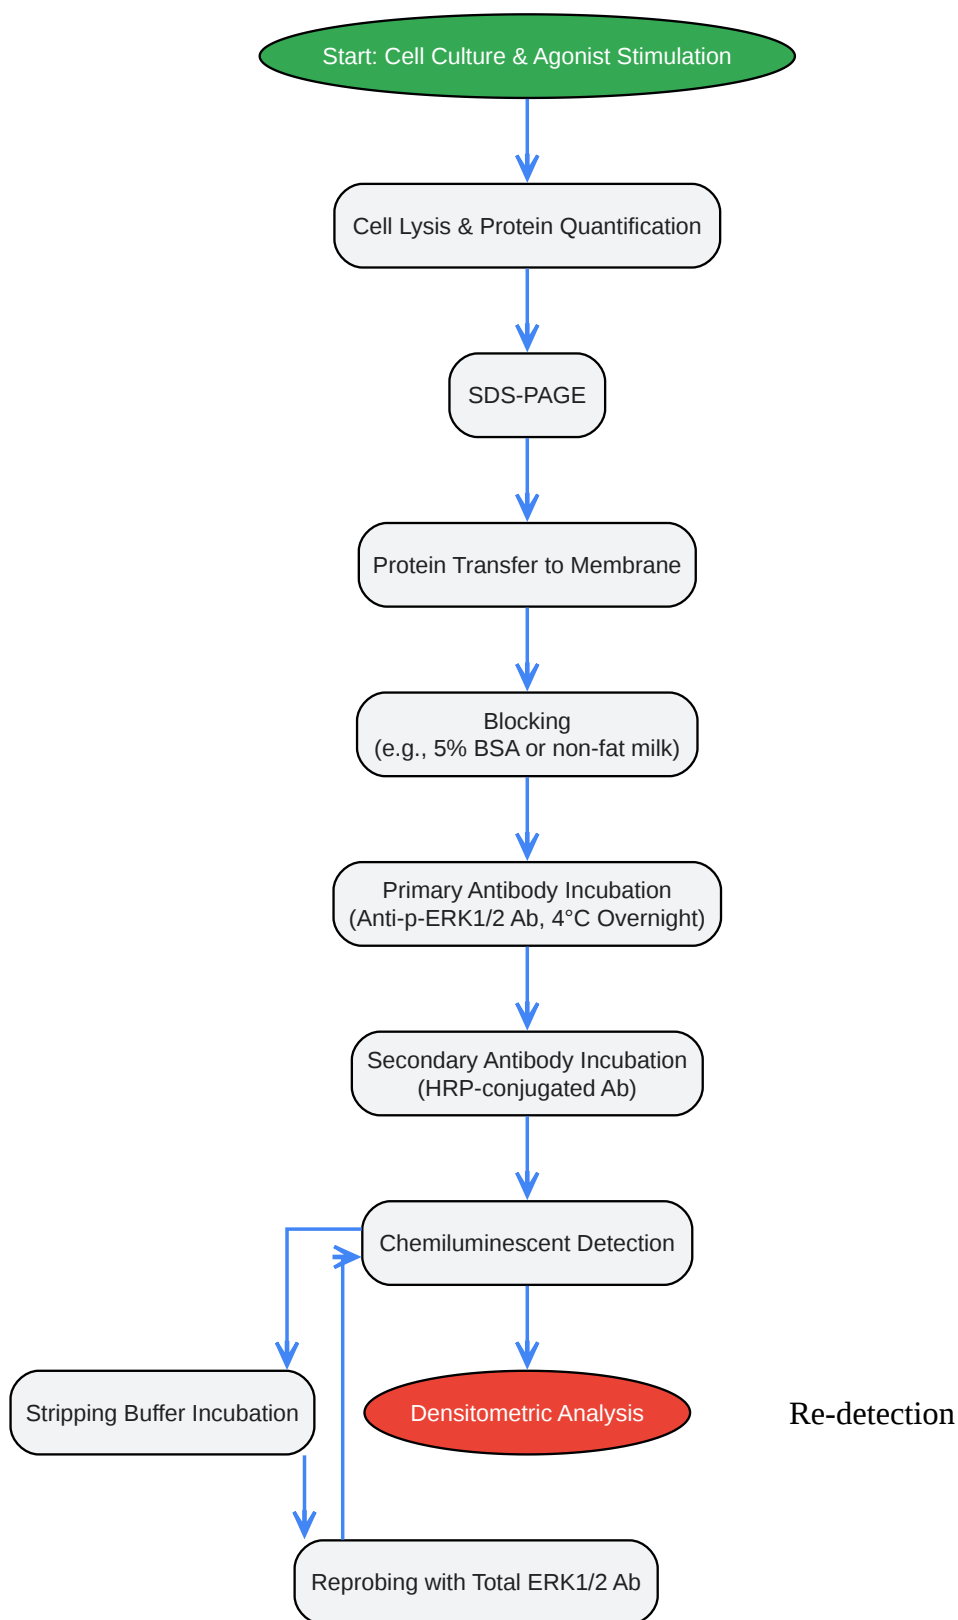 Start: Cell Culture & Agonist Stimulation
Cell Lysis & Protein Quantification
SDS-PAGE
Protein Transfer to Membrane
Blocking
(e.g., 5% BSA or non-fat milk)
Primary Antibody Incubation
(Anti-p-ERK1/2 Ab, 4°C Overnight)
Secondary Antibody Incubation
(HRP-conjugated Ab)
Chemiluminescent Detection
Stripping Buffer Incubation
Densitometric Analysis
Re-detection
Reprobing with Total ERK1/2 Ab